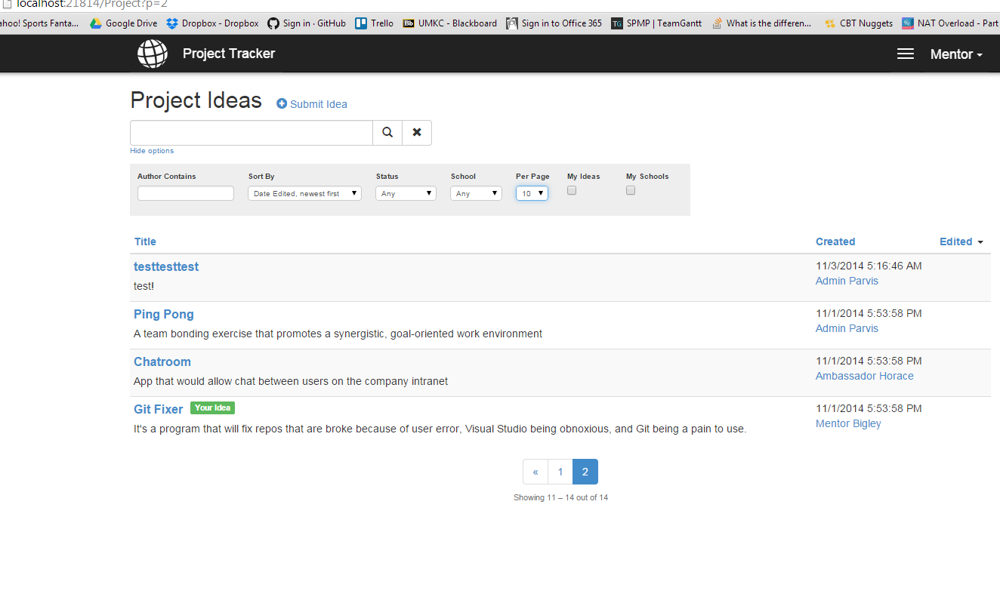 localhost:21814/Project?p=2
ahoo! Sports Fanta... Google Drive Dropbox - Dropbox Sign in · GitHub Trello Bb UMKC - Blackboard Sign in to Office 365 TG SPMP | TeamGantt What is the differen... CBT Nuggets NAT Overload - Part
Project Tracker Mentor
Project Ideas Submit Idea
Hide options
Author Contains Sort By Status School Per Page My Ideas My Schools
Date Edited, newest first Any Any 10
Title Created Edited
testtesttest 11/3/2014 5:16:46 AM
test! Admin Parvis
Ping Pong 11/1/2014 5:53:58 PM
A team bonding exercise that promotes a synergistic, goal-oriented work environment Admin Parvis
Chatroom 11/1/2014 5:53:58 PM
App that would allow chat between users on the company intranet Ambassador Horace
Git Fixer Your Idea 11/1/2014 5:53:58 PM
It's a program that will fix repos that are broke because of user error, Visual Studio being obnoxious, and Git being a pain to use. Mentor Bigley
« 1 2
Showing 11 – 14 out of 14